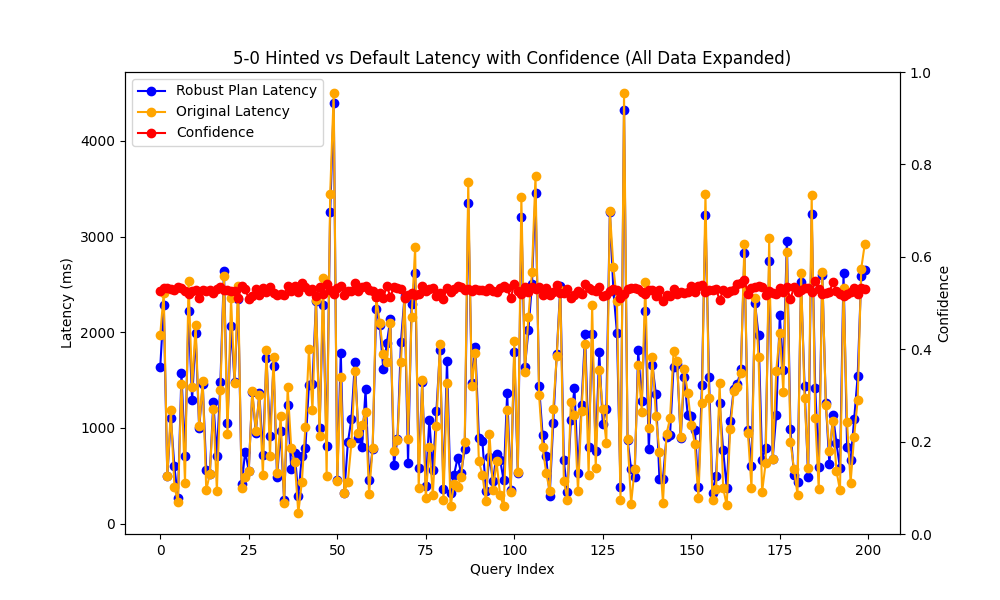 5-0 Hinted vs Default Latency with Confidence (All Data Expanded)
Robust Plan Latency
Original Latency
Confidence
Latency (ms)
4000
3000
2000
1000
0
1.0
0.8
0.6
0.4
0.2
0.0
Confidence
0 25 50 75 100 125 150 175 200
Query Index